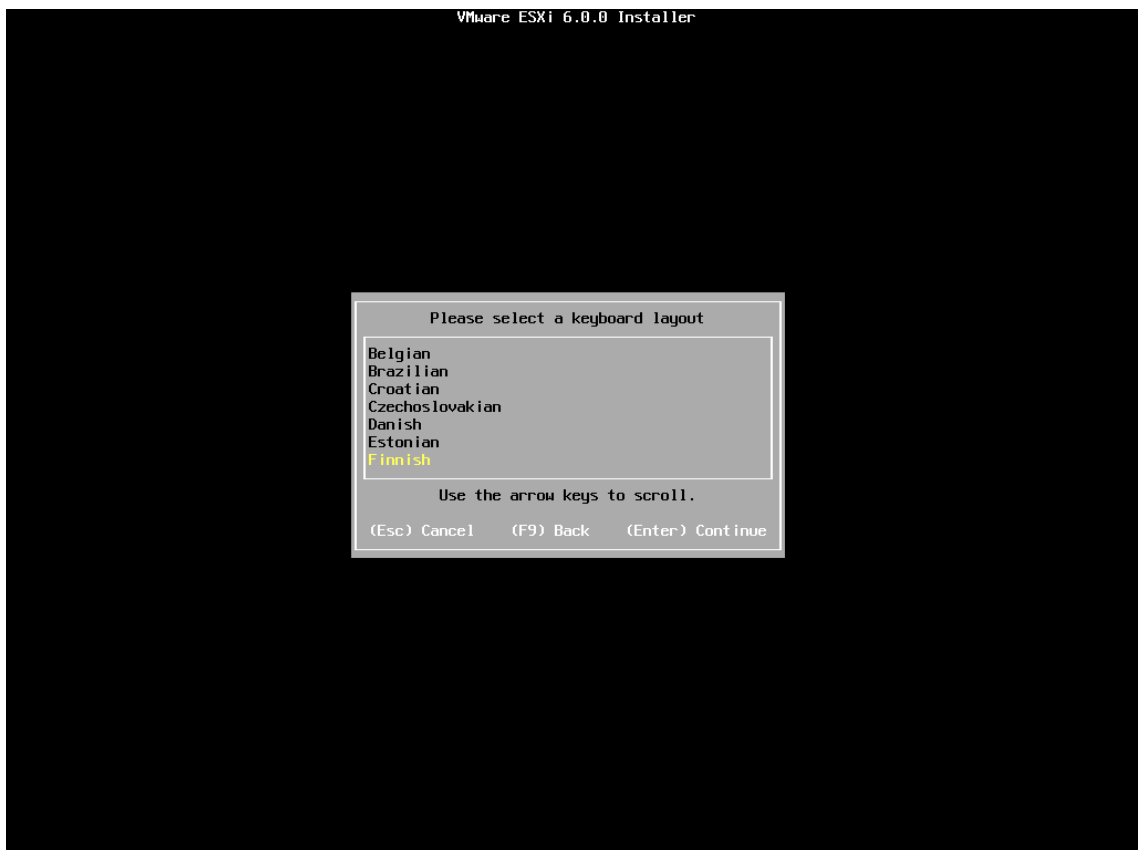 VMware ESXi 6.0.0 Installer
Please select a keyboard layout
Belgian
Brazilian
Croatian
Czechoslovakian
Danish
Estonian
Finnish
Use the arrow keys to scroll.
(Esc) Cancel (F9) Back (Enter) Continue